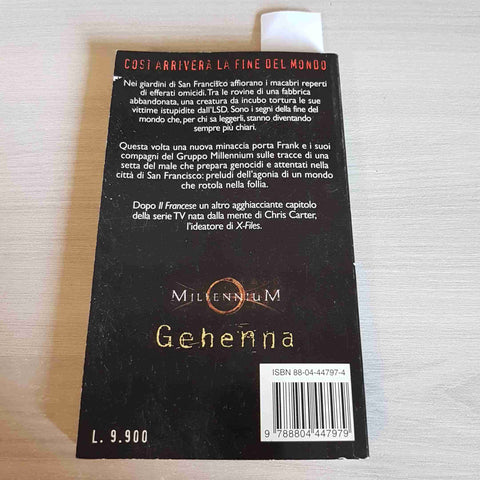 COSÌ ARRIVERÀ LA FINE DEL MONDO
Nei giardini di San Francisco affiorano i macabri reperti
di efferati omicidi. Tra le rovine di una fabbrica
abbandonata, una creatura da incubo tortura le sue
vittime istupidite dall'LSD. Sono i segni della fine del
mondo che, per chi sa leggerli, stanno diventando
sempre più chiari.
Questa volta una nuova minaccia porta Frank e i suoi
compagni del Gruppo Millennium sulle tracce di una
setta del male che prepara genocidi e attentati nella
città di San Francisco: preludi dell'agonia di un mondo
che rotola nella follia.
Dopo Il Francese un altro agghiacciante capitolo
della serie TV nata dalla mente di Chris Carter,
l'ideatore di X-Files.
MILLENNIUM
Gehenna
ISBN 88-04-44797-4
9 788804 447979
L. 9.900